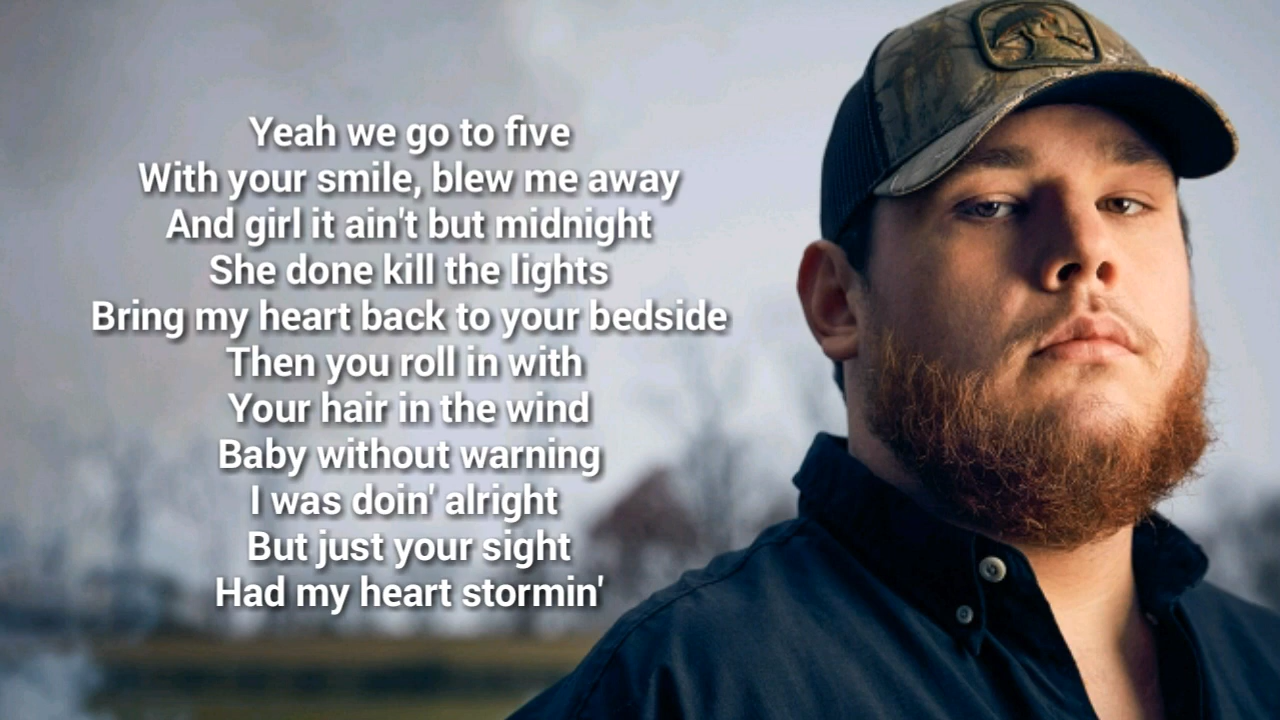 Yeah we go to five
With your smile, blew me away
And girl it ain't but midnight
She done kill the lights
Bring my heart back to your bedside
Then you roll in with
Your hair in the wind
Baby without warning
I was doin' alright
But just your sight
Had my heart stormin'